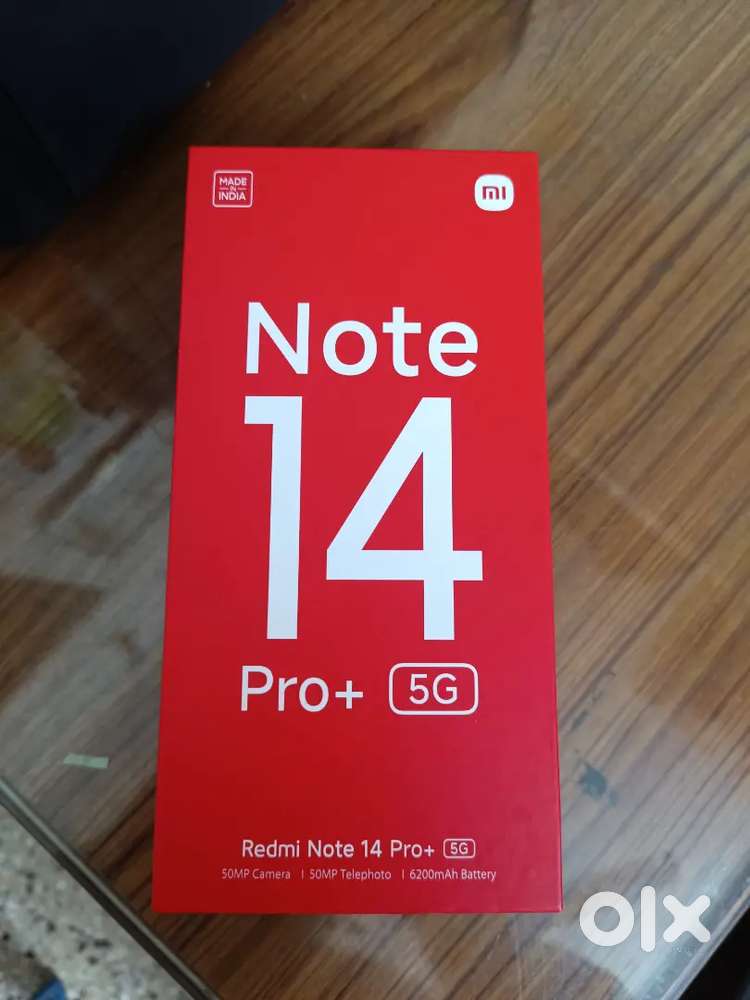 MADE
IN
INDIA
mi
Note
14
Pro+ 5G
Redmi Note 14 Pro+ 5G
50MP Camera | 50MP Telephoto | 6200mAh Battery
olx